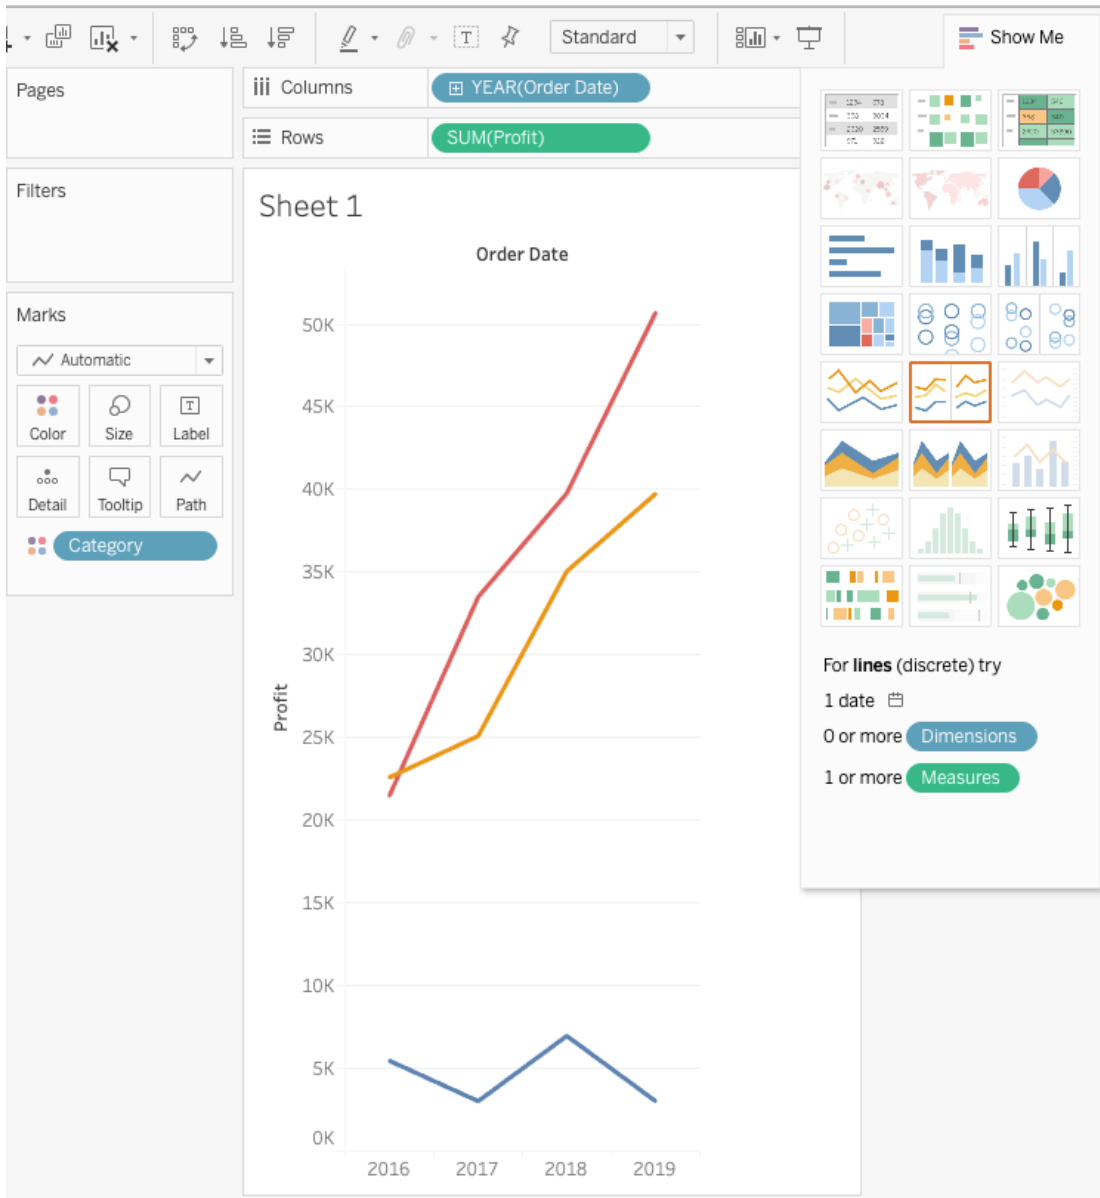 Standard
Show Me
Pages
Columns
YEAR(Order Date)
Rows
SUM(Profit)
Filters
Sheet 1
Order Date
Marks
Automatic
Color
Size
Label
Detail
Tooltip
Path
Category
Profit
50K
45K
40K
35K
30K
25K
20K
15K
10K
5K
0K
2016
2017
2018
2019
For lines (discrete) try
1 date
0 or more Dimensions
1 or more Measures